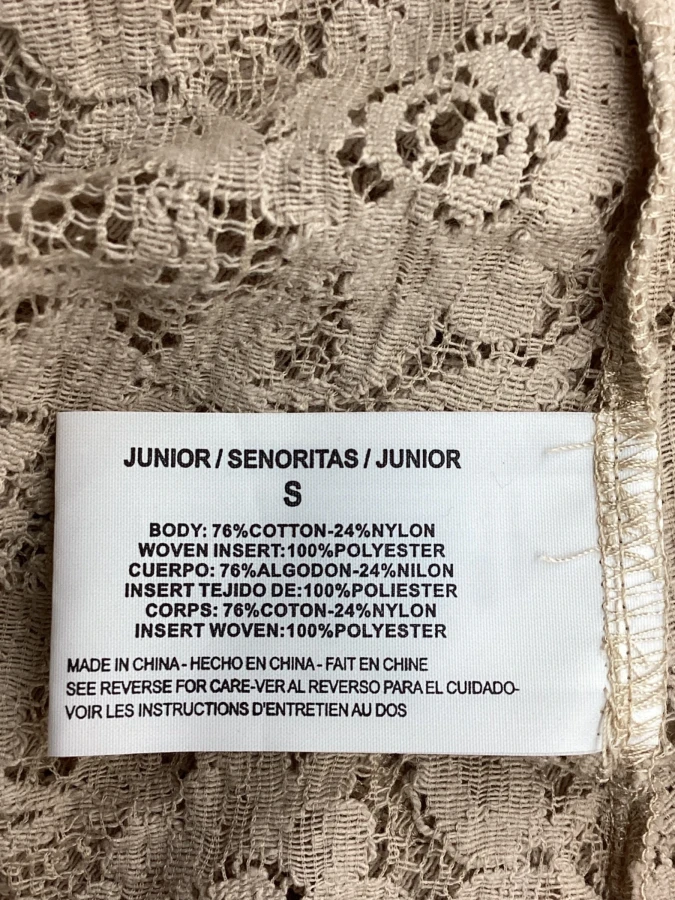 JUNIOR / SENORITAS / JUNIOR
S
BODY: 76%COTTON-24%NYLON
WOVEN INSERT:100%POLYESTER
CUERPO: 76%ALGODON-24%NILON
INSERT TEJIDO DE:100%POLIESTER
CORPS: 76%COTON-24%NYLON
INSERT WOVEN:100%POLYESTER
MADE IN CHINA - HECHO EN CHINA - FAIT EN CHINE
SEE REVERSE FOR CARE-VER AL REVERSO PARA EL CUIDADO-
VOIR LES INSTRUCTIONS D'ENTRETIEN AU DOS